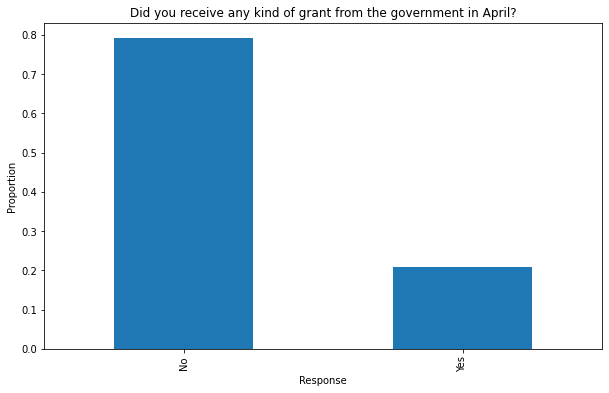 Did you receive any kind of grant from the government in April?
Proportion
0.8
0.7
0.6
0.5
0.4
0.3
0.2
0.1
0.0
No
Yes
Response